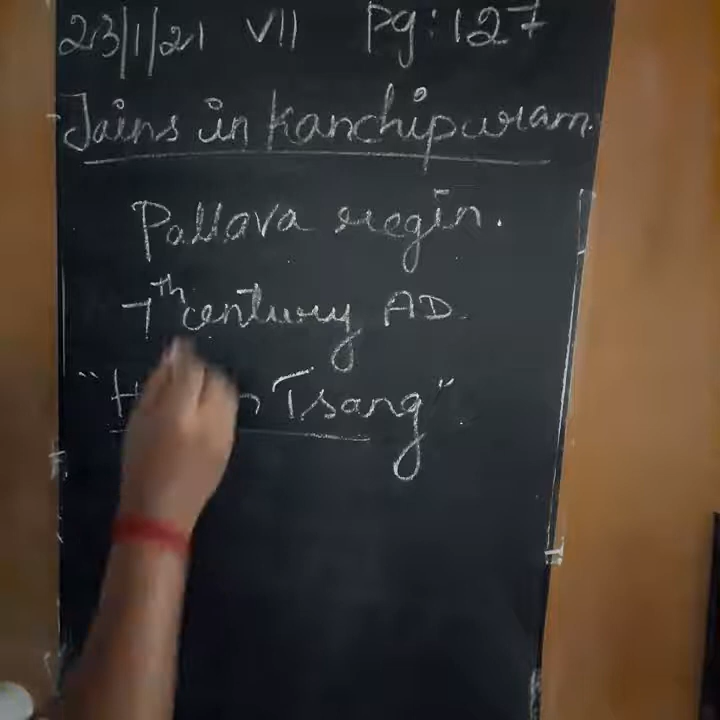 23/1/21 VII Pg: 127
Jains in Kanchipuram.
Pallava regin.
7th century AD.
Tsang"